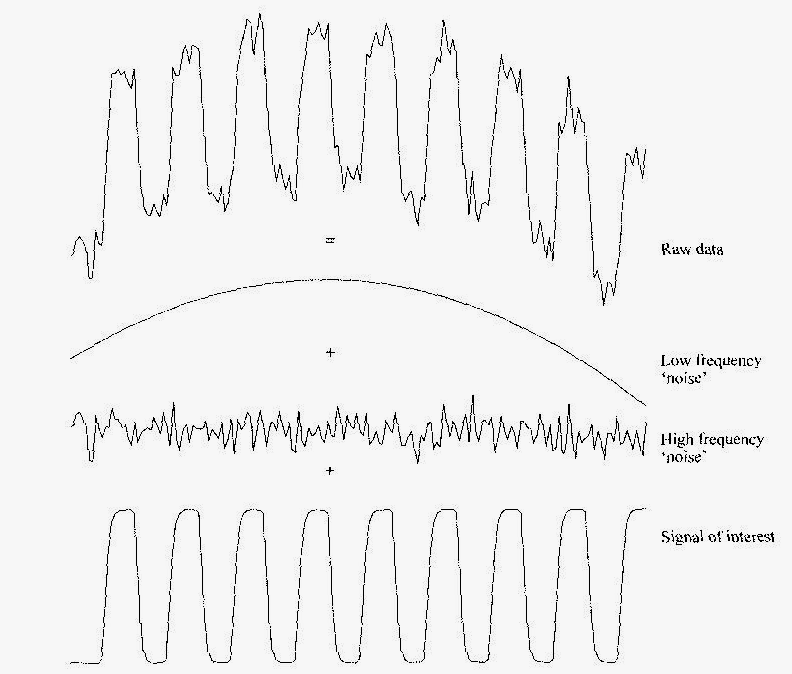 =
Raw data
+
Low frequency
‘noise’
High frequency
‘noise’
+
Signal of interest